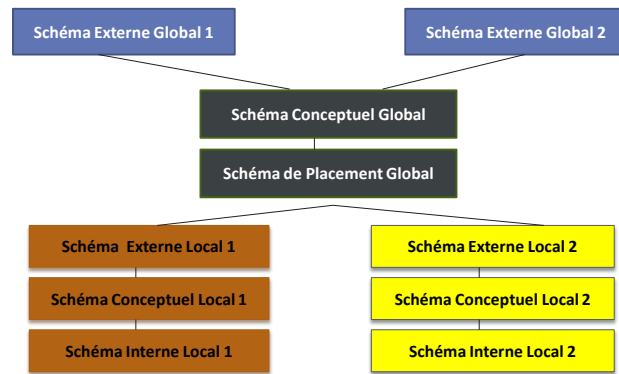 Schéma Externe Global 1
Schéma Externe Global 2
Schéma Conceptuel Global
Schéma de Placement Global
Schéma Externe Local 1
Schéma Externe Local 2
Schéma Conceptuel Local 1
Schéma Conceptuel Local 2
Schéma Interne Local 1
Schéma Interne Local 2